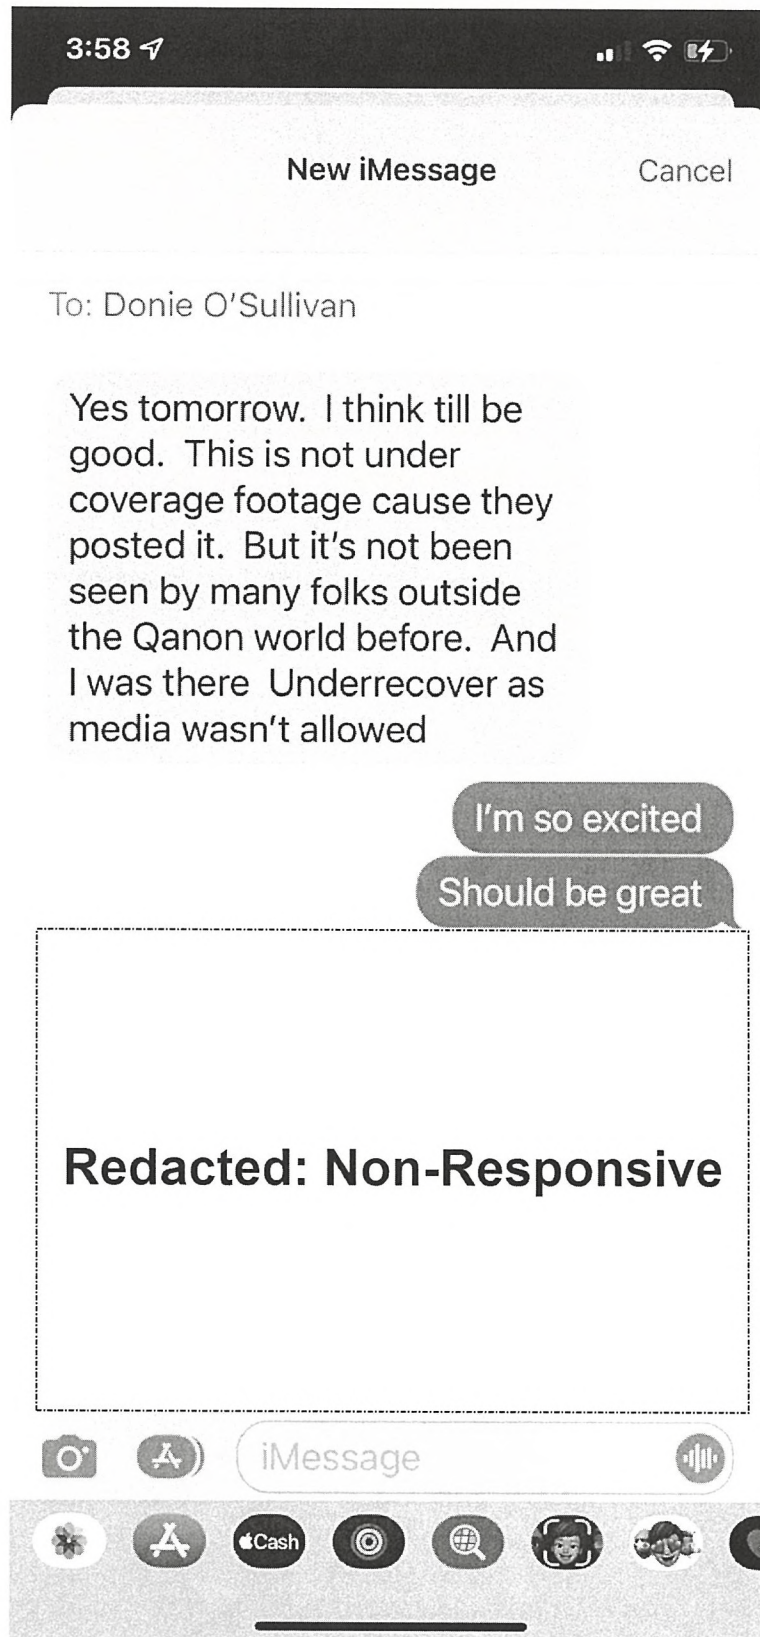 3:58
New iMessage
Cancel
To: Donie O'Sullivan
Yes tomorrow.  I think till be
good.  This is not under
coverage footage cause they
posted it.  But it's not been
seen by many folks outside
the Qanon world before.  And
I was there  Underrecover as
media wasn't allowed
I'm so excited
Should be great
Redacted: Non-Responsive
iMessage
Cash